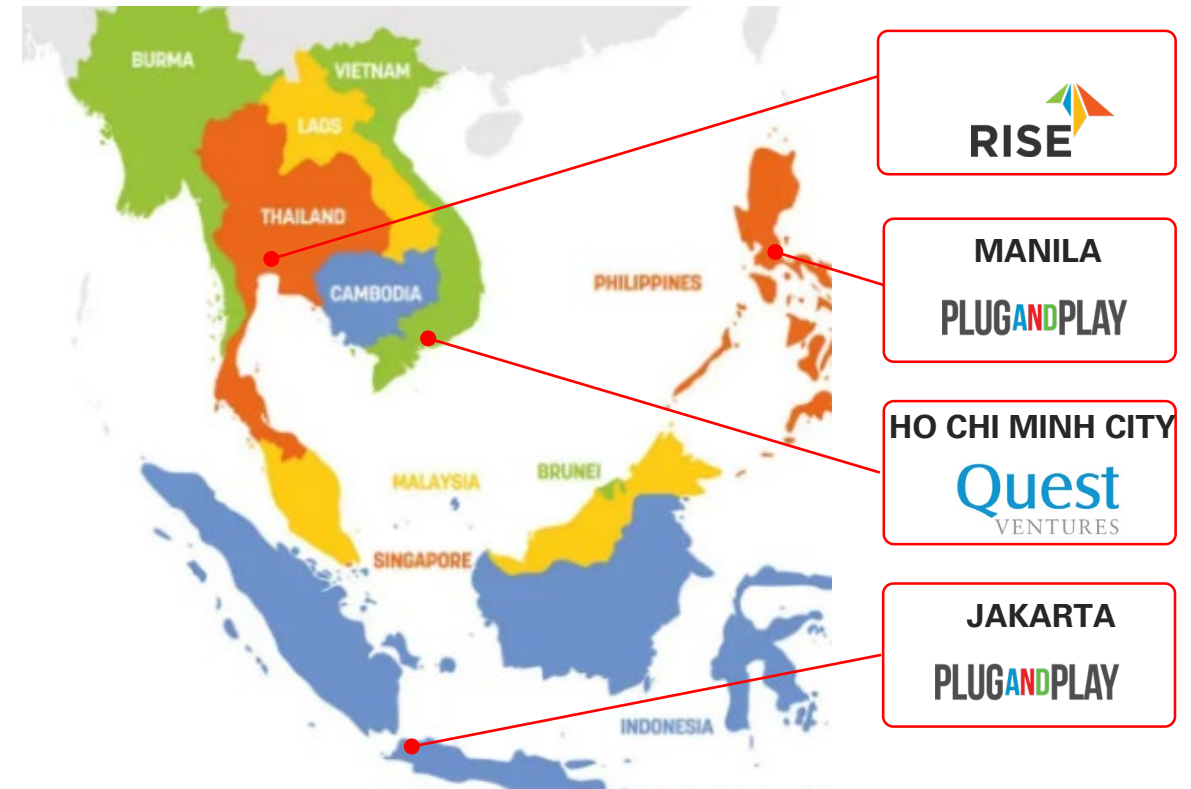 BURMA
VIETNAM
LAOS
THAILAND
CAMBODIA
PHILIPPINES
MALAYSIA
BRUNEI
SINGAPORE
INDONESIA
RISE
MANILA
PLUGANDPLAY
HO CHI MINH CITY
Quest
VENTURES
JAKARTA
PLUGANDPLAY